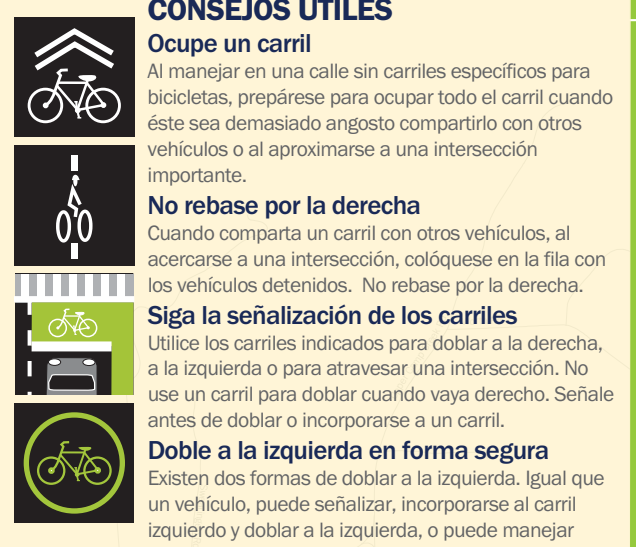 CONSEJOS ÚTILES
Ocupe un carril
Al manejar en una calle sin carriles específicos para
bicicletas, prepárese para ocupar todo el carril cuando
éste sea demasiado angosto compartirlo con otros
vehículos o al aproximarse a una intersección
importante.
No rebase por la derecha
Cuando comparta un carril con otros vehículos, al
acercarse a una intersección, colóquese en la fila con
los vehículos detenidos. No rebase por la derecha.
Siga la señalización de los carriles
Utilice los carriles indicados para doblar a la derecha,
a la izquierda o para atravesar una intersección. No
use un carril para doblar cuando vaya derecho. Señale
antes de doblar o incorporarse a un carril.
Doble a la izquierda en forma segura
Existen dos formas de doblar a la izquierda. Igual que
un vehículo, puede señalizar, incorporarse al carril
izquierdo y doblar a la izquierda, o puede manejar